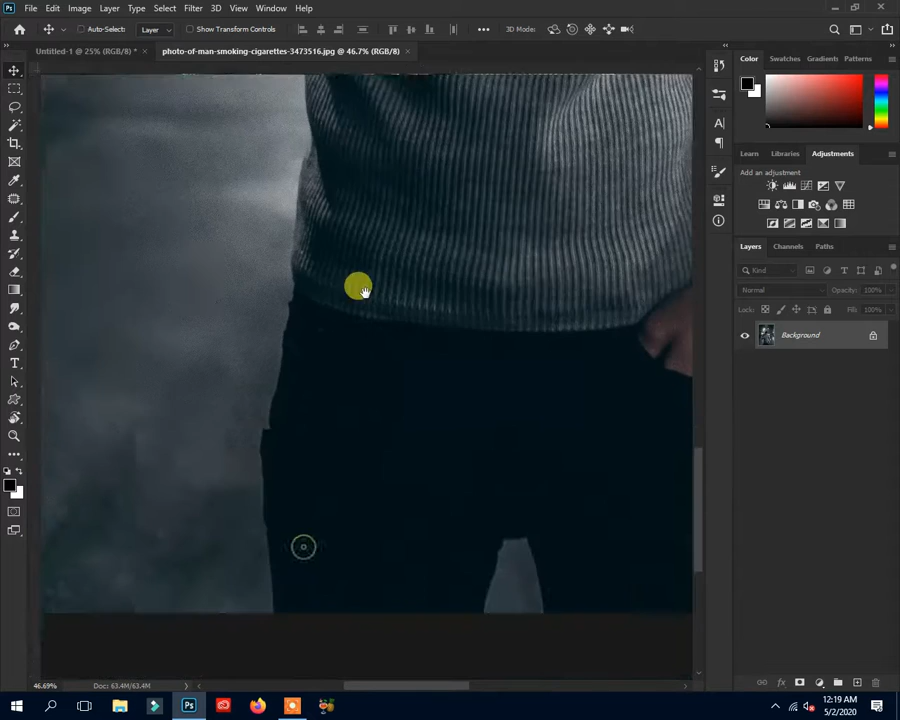 Ps File Edit Image Layer Type Select Filter 3D View Window Help
Auto-Select: Layer Show Transform Controls 3D Mode:
Untitled-1 @ 25% (RGB/8) * × photo-of-man-smoking-cigarettes-3473516.jpg @ 46.7% (RGB/8) ×
Color Swatches Gradients Patterns
Learn Libraries Adjustments
Add an adjustment
Layers Channels Paths
Kind
Normal Opacity: 100%
Lock: Fill: 100%
Background
46.69% Doc: 63.4M/63.4M
fx
Ps
12:19 AM
5/2/2020